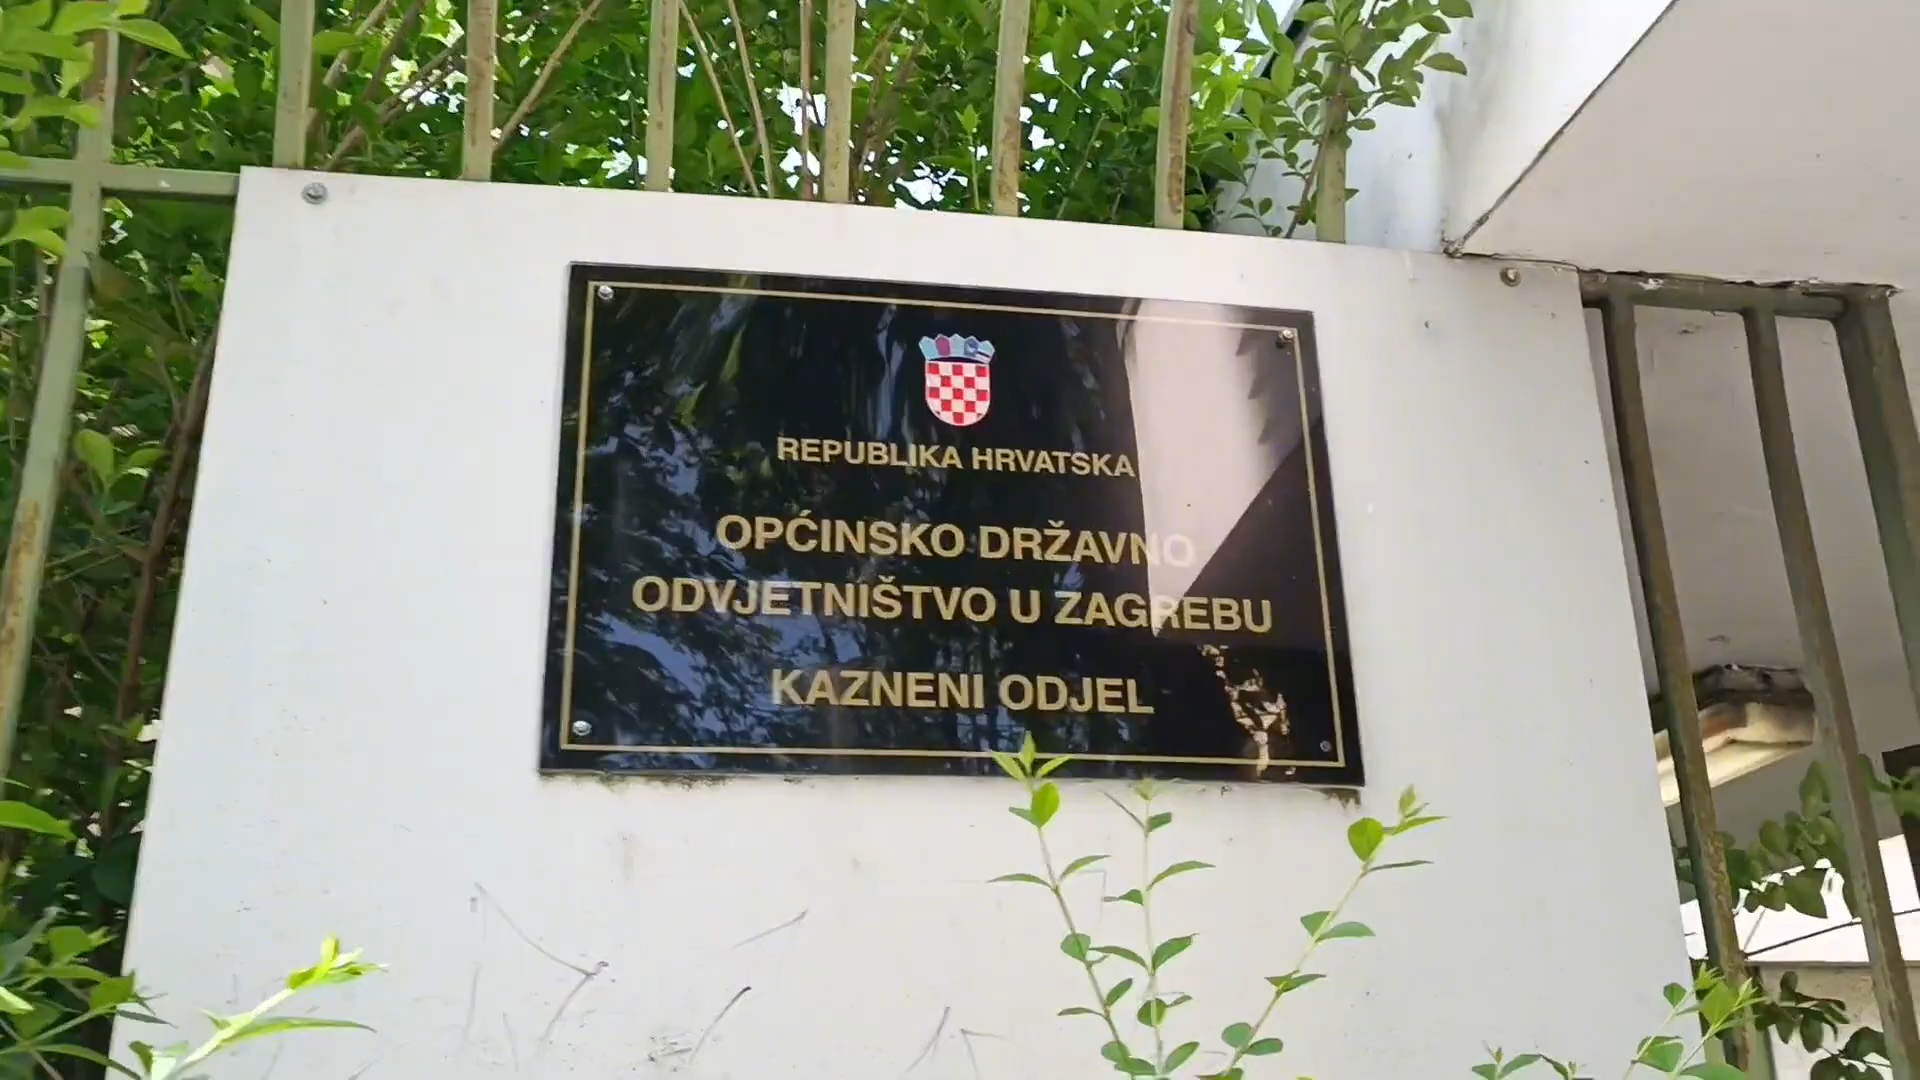 REPUBLIKA HRVATSKA
OPĆINSKO DRŽAVNO
ODVJETNIŠTVO U ZAGREBU
KAZNENI ODJEL